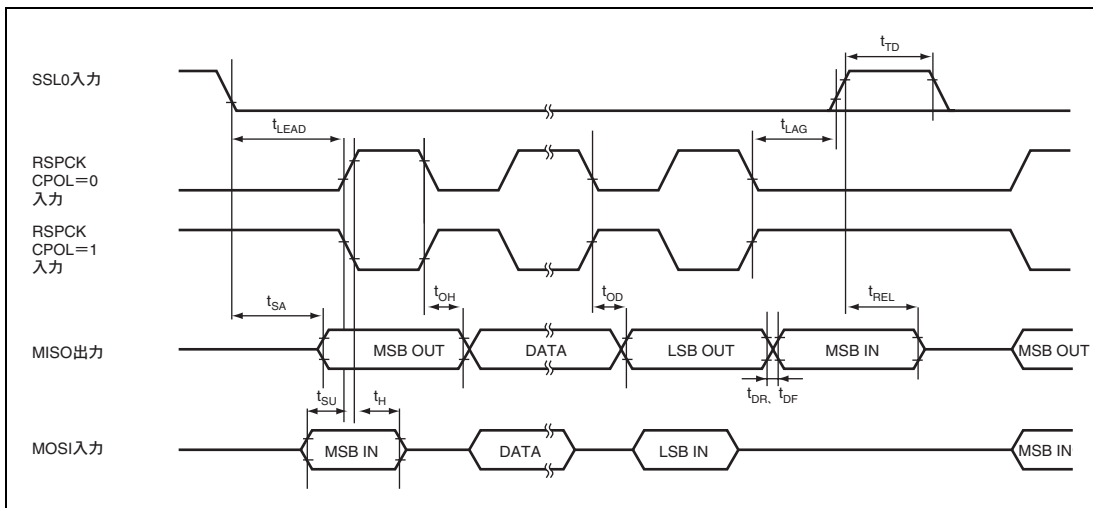 SSL0入力
tTD
tLEAD
tLAG
RSPCK
CPOL=0
入力
RSPCK
CPOL=1
入力
tSA
tOH
tOD
tREL
MISO出力
MSB OUT
DATA
LSB OUT
MSB IN
MSB OUT
tSU
tH
tDR、tDF
MOSI入力
MSB IN
DATA
LSB IN
MSB IN